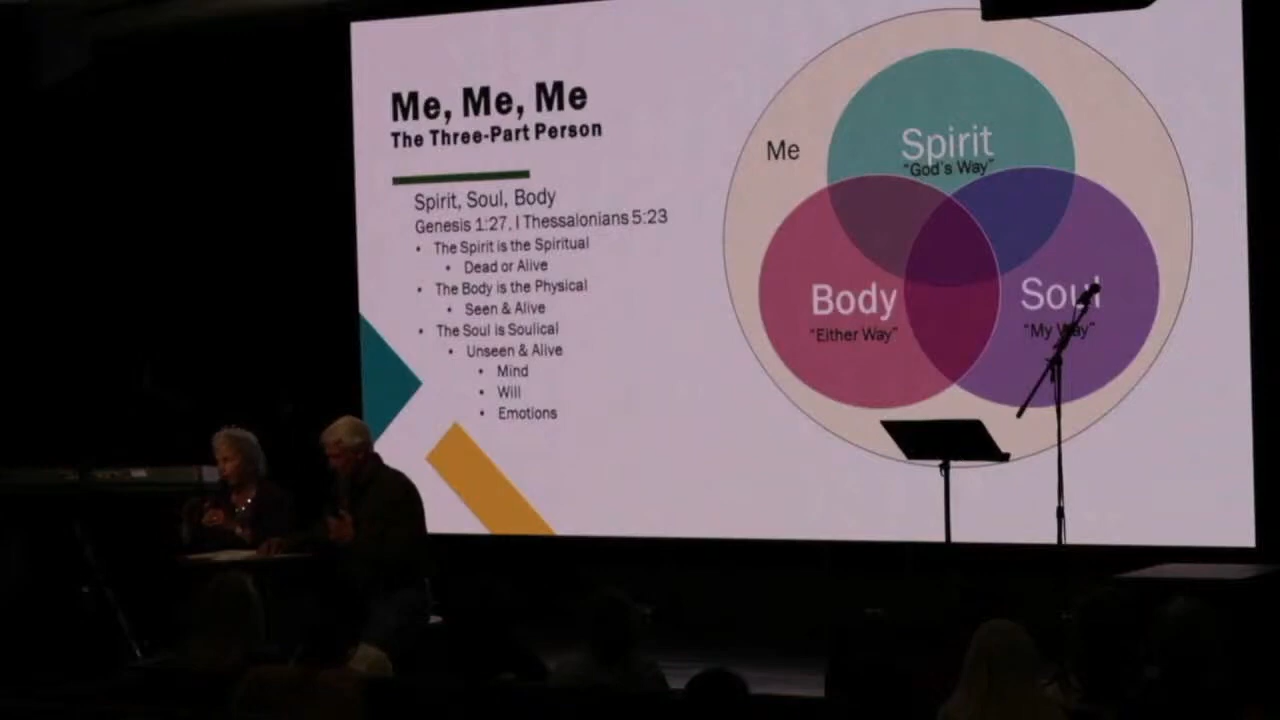 Me, Me, Me
The Three-Part Person
Spirit, Soul, Body
Genesis 1:27, I Thessalonians 5:23
• The Spirit is the Spiritual
• Dead or Alive
• The Body is the Physical
• Seen & Alive
• The Soul is Soulical
• Unseen & Alive
• Mind
• Will
• Emotions
Me
Spirit
"God's Way"
Body
"Either Way"
Soul
"My Way"